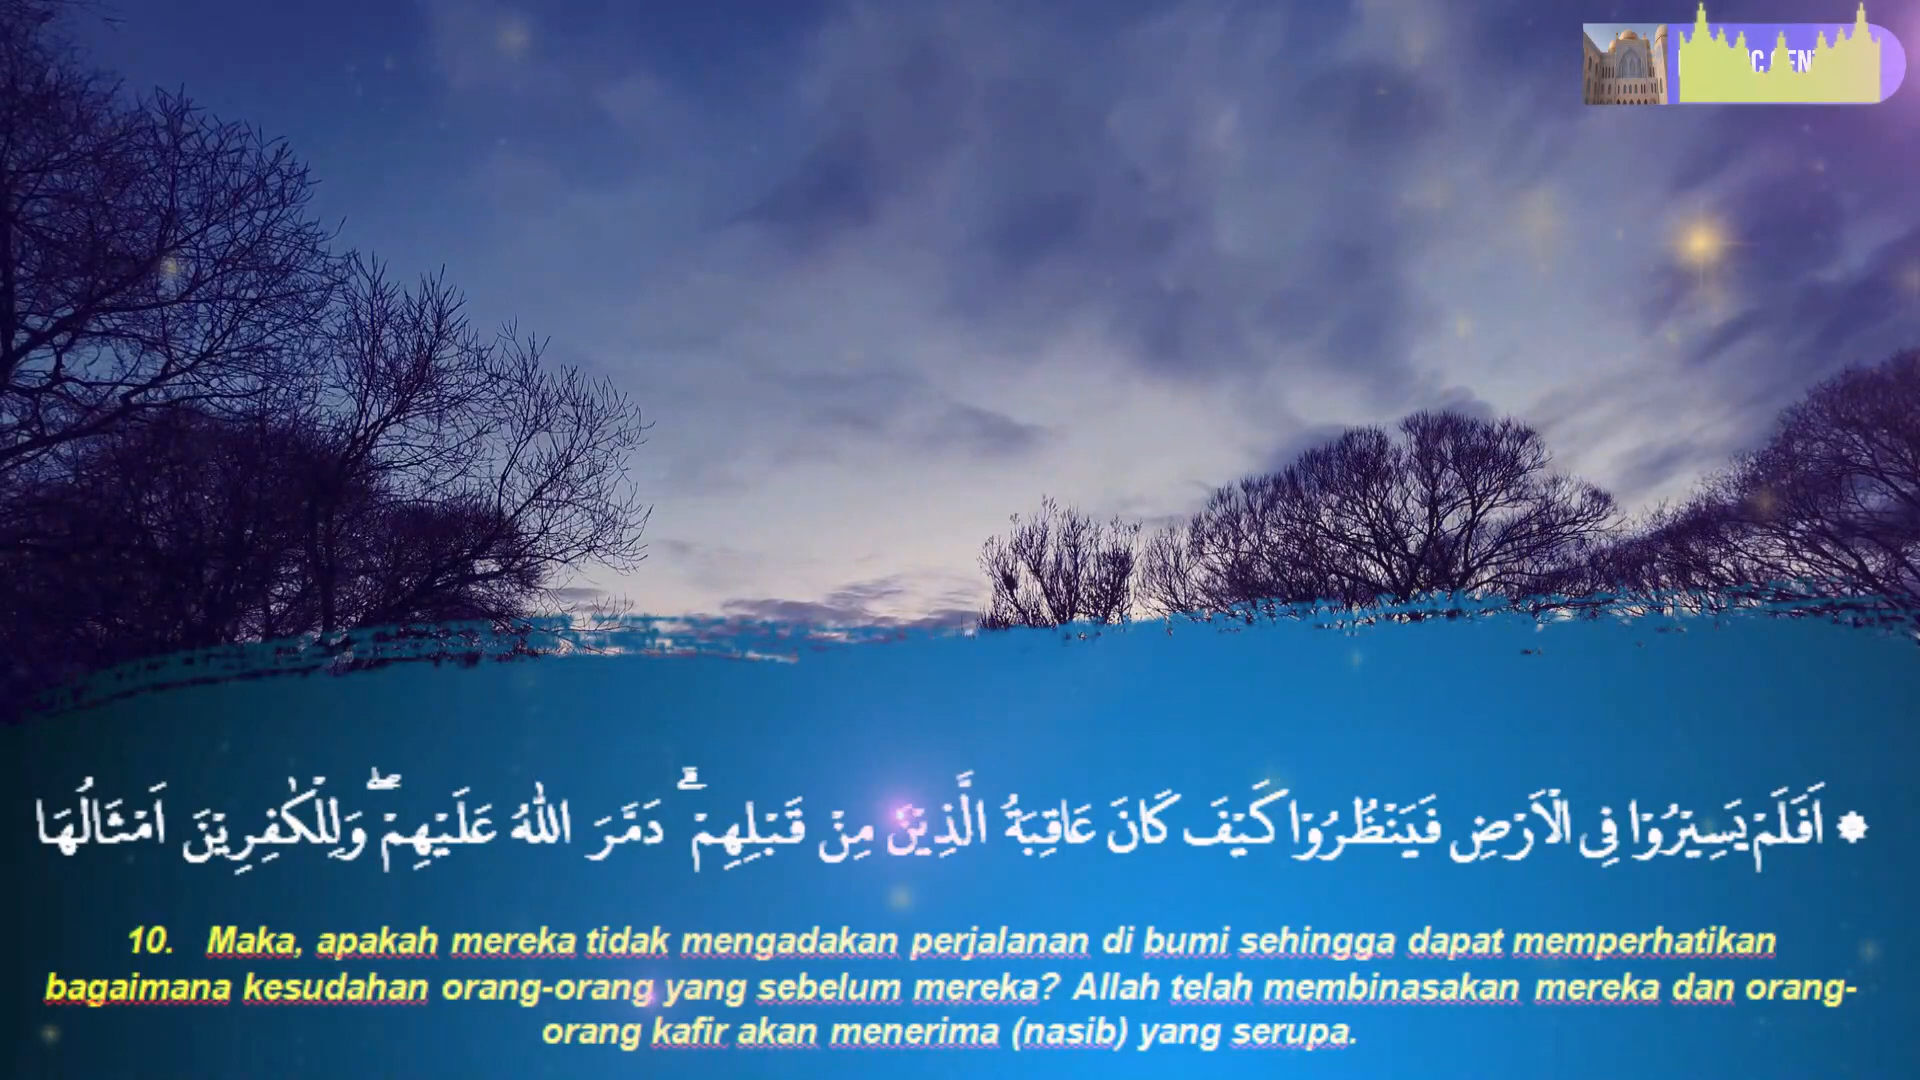 ۞ اَفَلَمْ يَسِيْرُوْا فِى الْاَرْضِ فَيَنْظُرُوْا كَيْفَ كَانَ عَاقِبَةُ الَّذِيْنَ مِنْ قَبْلِهِمْ ۗ دَمَّرَ اللّٰهُ عَلَيْهِمْ ۖ وَلِلْكٰفِرِيْنَ اَمْثَالُهَا
10. Maka, apakah mereka tidak mengadakan perjalanan di bumi sehingga dapat memperhatikan
bagaimana kesudahan orang-orang yang sebelum mereka? Allah telah membinasakan mereka dan orang-
orang kafir akan menerima (nasib) yang serupa.